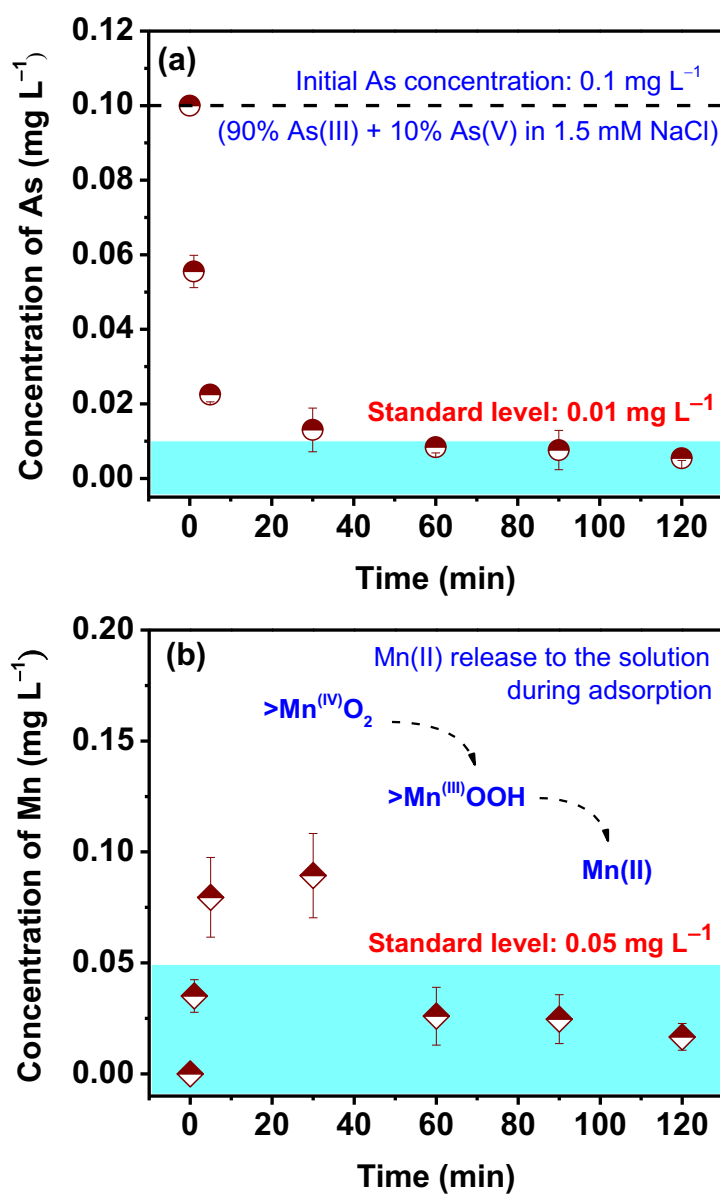 (a)
Initial As concentration: 0.1 mg L⁻¹
(90% As(III) + 10% As(V) in 1.5 mM NaCl)
Standard level: 0.01 mg L⁻¹
Concentration of As (mg L⁻¹)
0.12
0.10
0.08
0.06
0.04
0.02
0.00
0 20 40 60 80 100 120
Time (min)
(b)
Mn(II) release to the solution
during adsorption
>Mn⁽ᴵⱽ⁾O₂
>Mn⁽ᴵᴵᴵ⁾OOH
Mn(II)
Standard level: 0.05 mg L⁻¹
Concentration of Mn (mg L⁻¹)
0.20
0.15
0.10
0.05
0.00
0 20 40 60 80 100 120
Time (min)